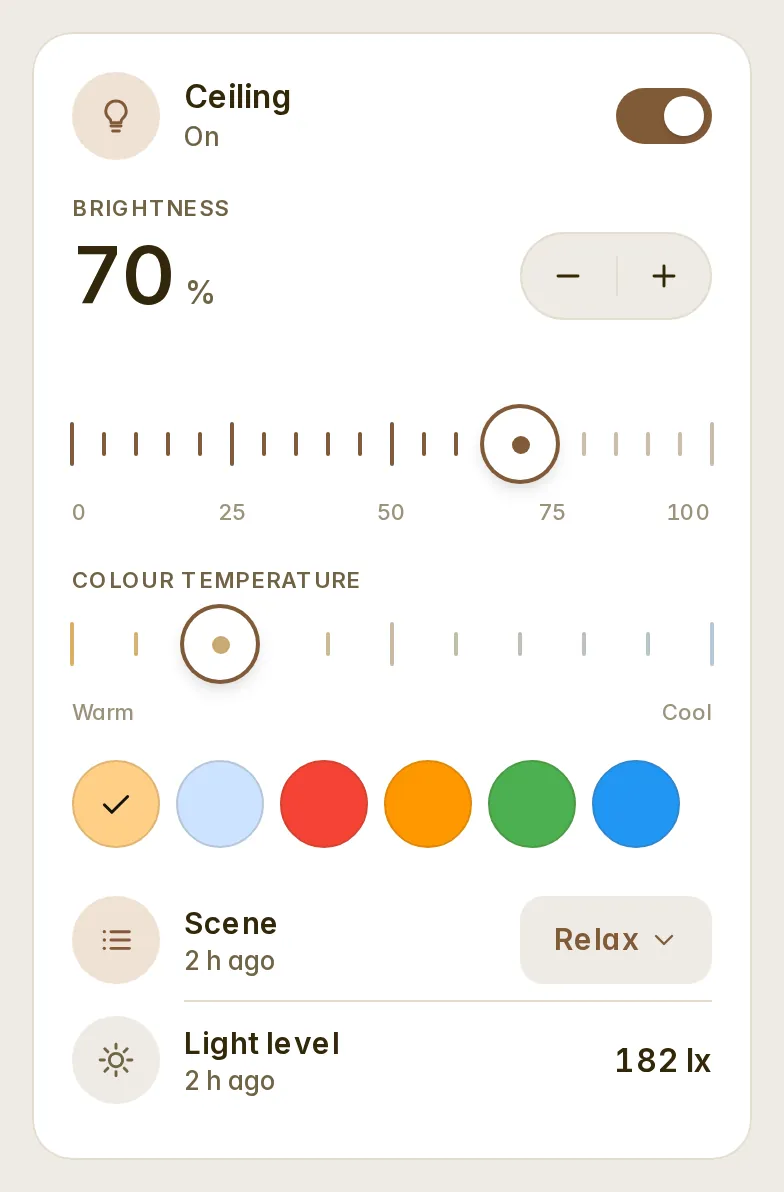 Ceiling
On
BRIGHTNESS
70 %
0 25 50 75 100
COLOUR TEMPERATURE
Warm Cool
Scene
2 h ago
Relax
Light level
2 h ago
182 lx